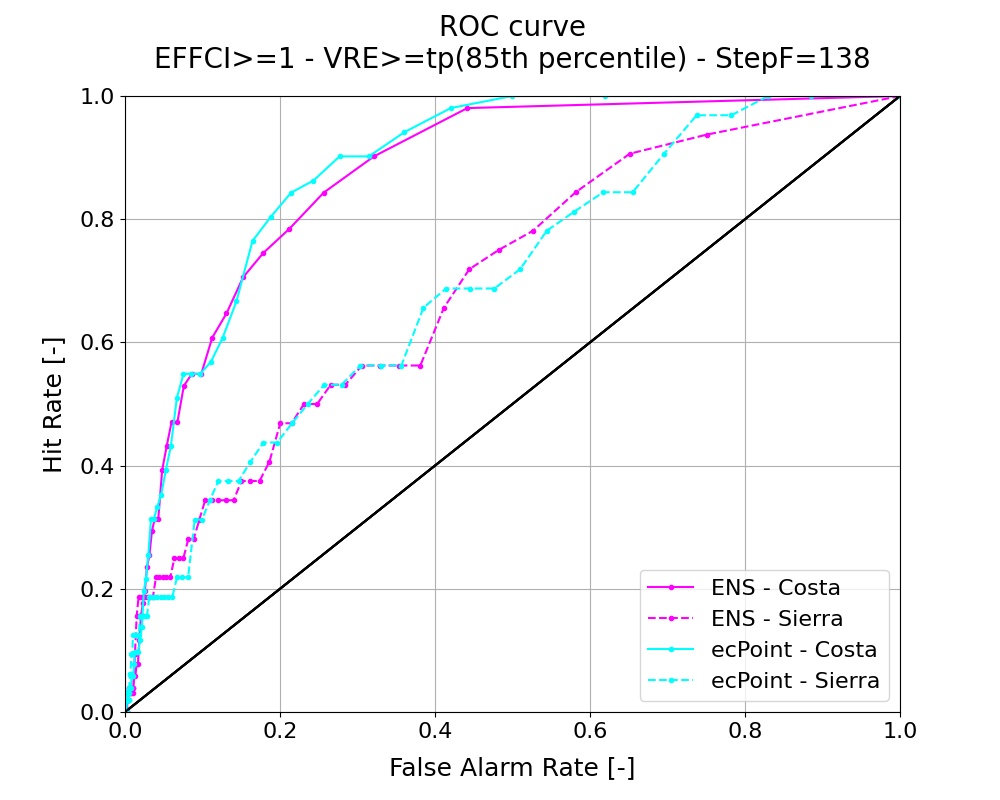 ROC curve
EFFCI>=1 - VRE>=tp(85th percentile) - StepF=138
1.0
0.8
0.6
0.4
0.2
0.0
Hit Rate [-]
0.0 0.2 0.4 0.6 0.8 1.0
False Alarm Rate [-]
ENS - Costa
ENS - Sierra
ecPoint - Costa
ecPoint - Sierra